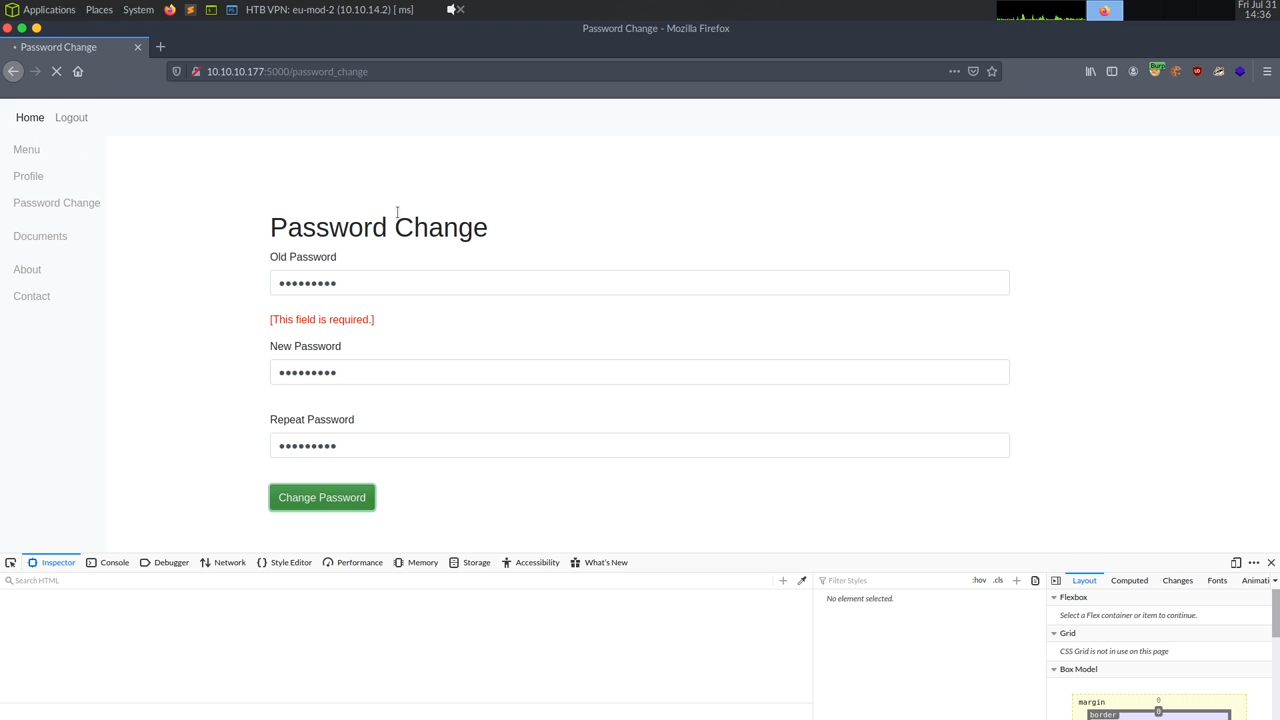 Applications Places System HTB VPN: eu-mod-2 (10.10.14.2) [ ms]
Fri Jul 31
14:36
Password Change - Mozilla Firefox
Password Change
10.10.10.177:5000/password_change
Burp
Home Logout
Menu
Profile
Password Change
Documents
About
Contact
Password Change
Old Password
[This field is required.]
New Password
Repeat Password
Change Password
Inspector Console Debugger Network Style Editor Performance Memory Storage Accessibility What's New
Search HTML
Filter Styles
:hov .cls
Layout Computed Changes Fonts Animati
No element selected.
Flexbox
Select a Flex container or item to continue.
Grid
CSS Grid is not in use on this page
Box Model
margin 0
border 0